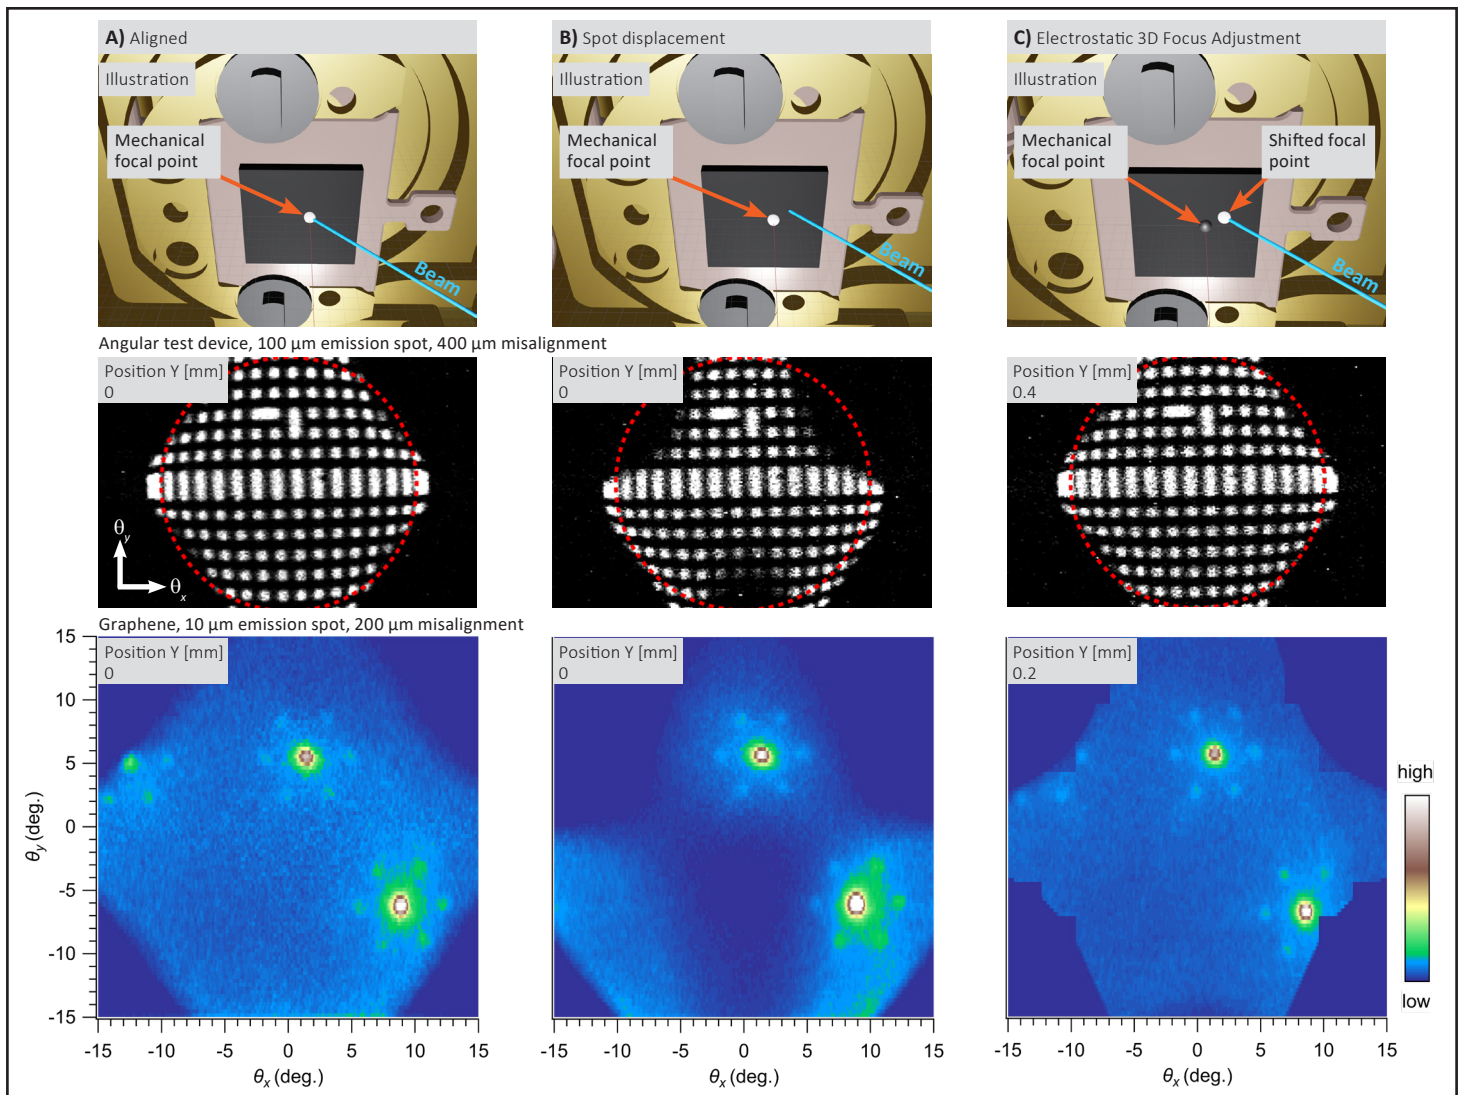 A) Aligned
B) Spot displacement
C) Electrostatic 3D Focus Adjustment
Illustration
Mechanical
focal point
Beam
Illustration
Mechanical
focal point
Beam
Illustration
Mechanical
focal point
Shifted focal
point
Beam
Angular test device, 100 µm emission spot, 400 µm misalignment
Position Y [mm]
0
θy
θx
Position Y [mm]
0
Position Y [mm]
0.4
Graphene, 10 µm emission spot, 200 µm misalignment
Position Y [mm]
0
Position Y [mm]
0
Position Y [mm]
0.2
15
10
5
0
-5
-10
-15
θy (deg.)
-15 -10 -5 0 5 10 15
θx (deg.)
-15 -10 -5 0 5 10 15
θx (deg.)
-15 -10 -5 0 5 10 15
θx (deg.)
high
low